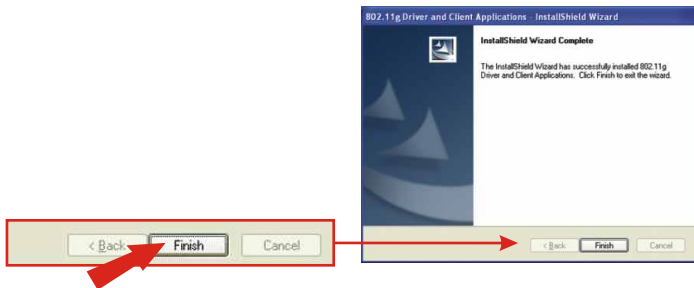 802.11g Driver and Client Applications - InstallShield Wizard
InstallShield Wizard Complete
The InstallShield Wizard has successfully installed 802.11g
Driver and Client Applications. Click Finish to exit the wizard.
< Back Finish Cancel
< Back Finish Cancel